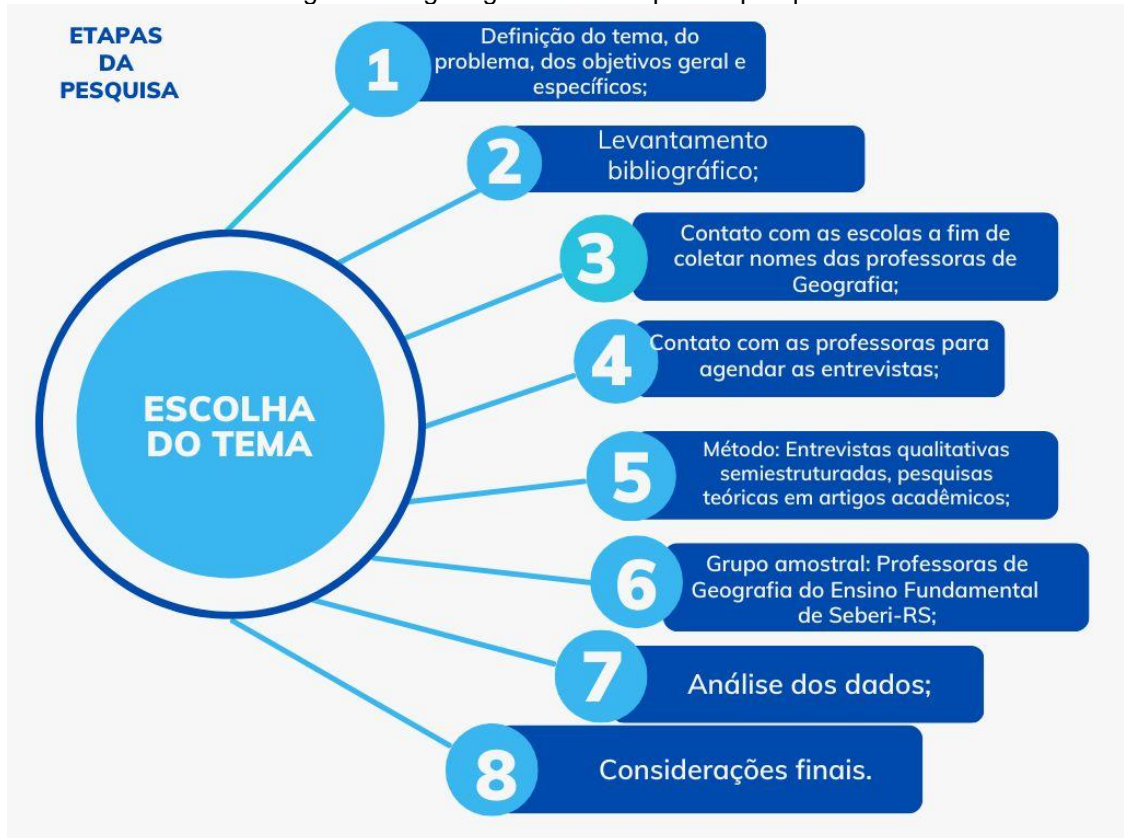 ETAPAS
DA
PESQUISA
1
Definição do tema, do
problema, dos objetivos geral e
específicos;
2
Levantamento
bibliográfico;
3
Contato com as escolas a fim de
coletar nomes das professoras de
Geografia;
4
Contato com as professoras para
agendar as entrevistas;
ESCOLHA
DO TEMA
5
Método: Entrevistas qualitativas
semiestruturadas, pesquisas
teóricas em artigos acadêmicos;
6
Grupo amostral: Professoras de
Geografia do Ensino Fundamental
de Seberi-RS;
7
Análise dos dados;
8
Considerações finais.